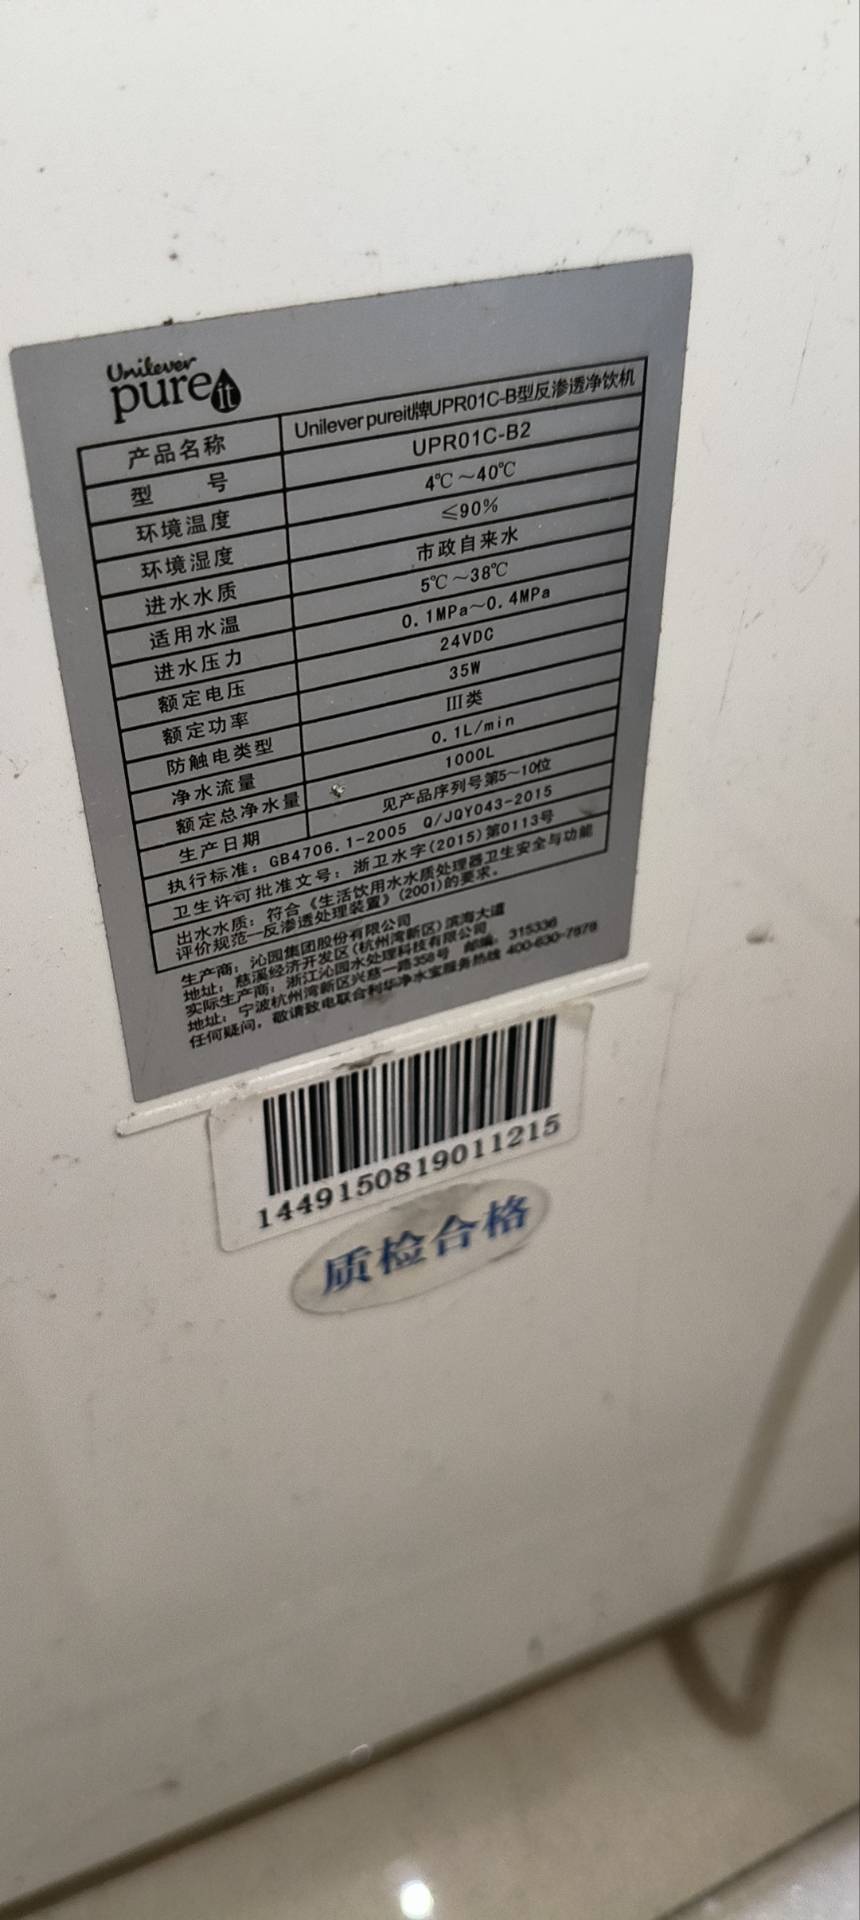 Unilever
pureit
产品名称 Unilever pureit牌UPR01C-B型反渗透净饮机
型 号 UPR01C-B2
环境温度 4℃～40℃
环境湿度 ≤90%
进水水质 市政自来水
适用水温 5℃～38℃
进水压力 0.1MPa～0.4MPa
额定电压 24VDC
额定功率 35W
防触电类型 III类
净水流量 0.1L/min
额定总净水量 1000L
生产日期 见产品序列号第5～10位
执行标准：GB4706.1-2005 Q/JQY043-2015
卫生许可批准文号：浙卫水字(2015)第0113号
出水水质：符合《生活饮用水水质处理器卫生安全与功能
评价规范—反渗透处理装置》(2001)的要求。
生产商：沁园集团股份有限公司
地址：慈溪经济开发区(杭州湾新区)滨海大道
实际生产商：浙江沁园水处理科技有限公司
地址：宁波杭州湾新区兴慈一路358号 邮编：315336
任何疑问，敬请致电联合利华净水宝服务热线 400-630-7878
1449150819011215
质检合格